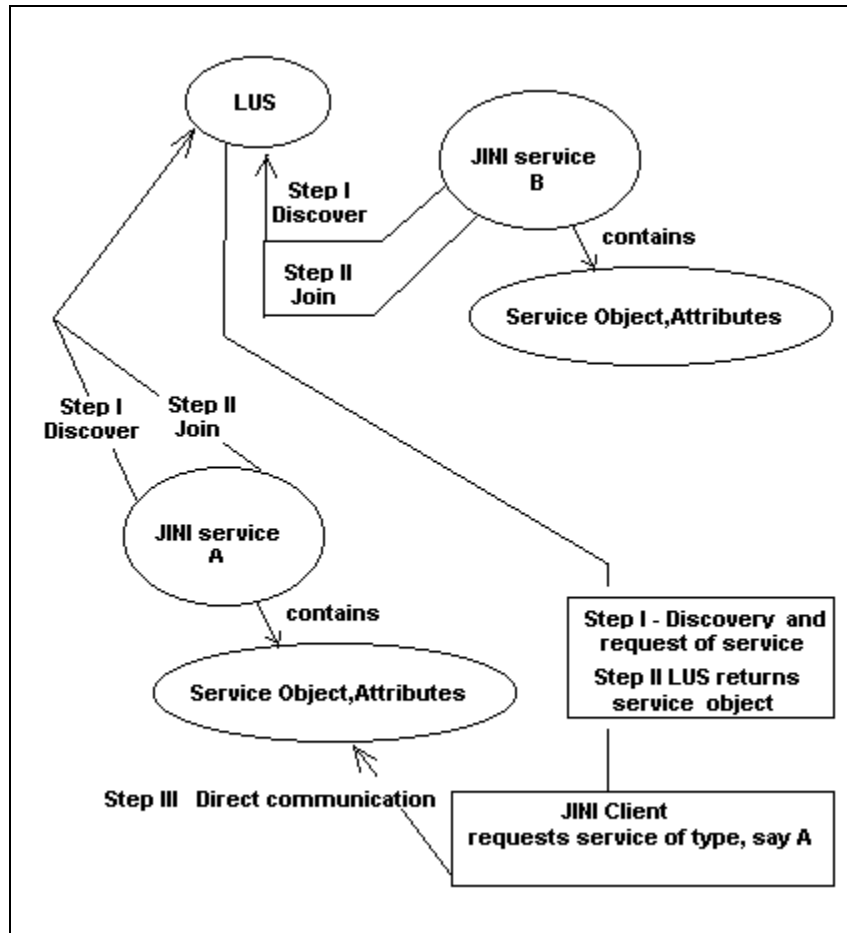 LUS
JINI service
B
Step I
Discover
contains
Step II
Join
Service Object,Attributes
Step I
Discover
Step II
Join
JINI service
A
contains
Step I - Discovery and
request of service
Step II LUS returns
service object
Service Object,Attributes
Step III Direct communication
JINI Client
requests service of type, say A